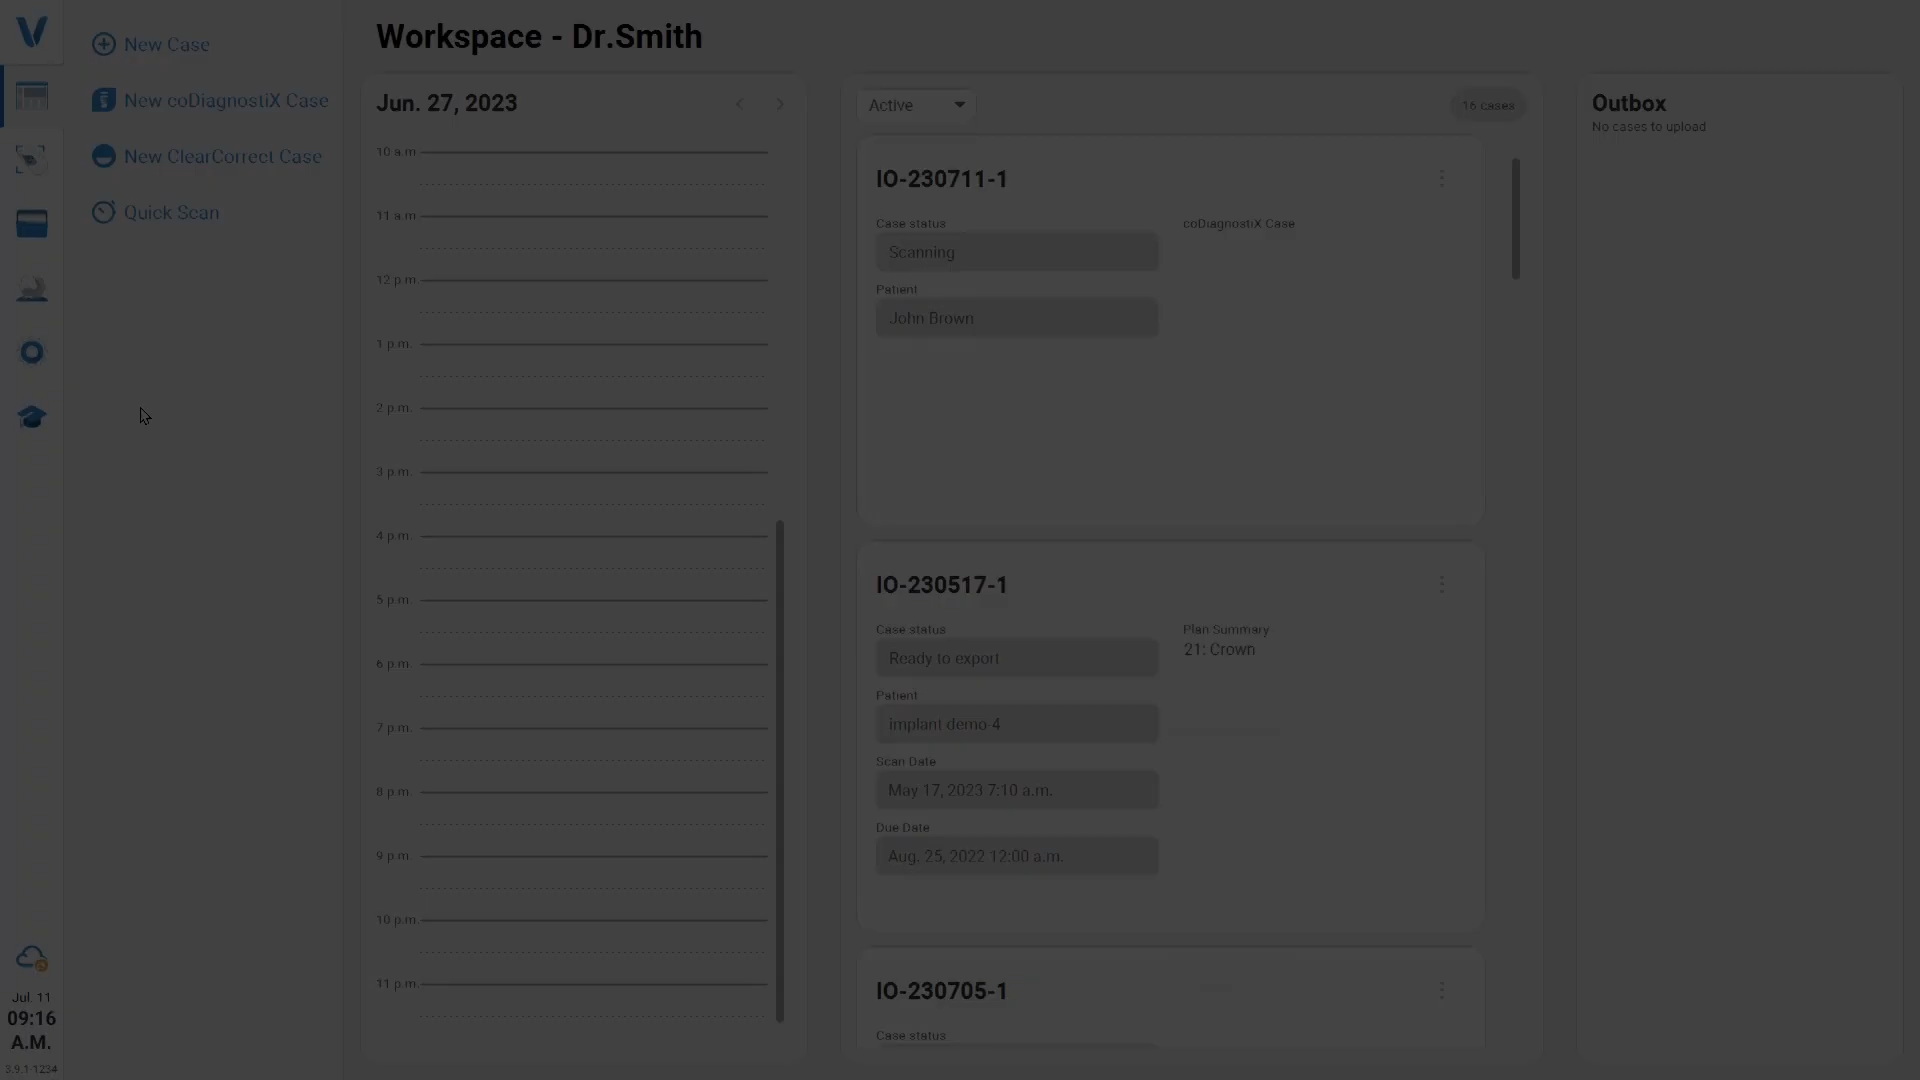 New Case
New coDiagnostiX Case
New ClearCorrect Case
Quick Scan
Jul. 11
09:16
A.M.
3.9.1-1234
Workspace - Dr.Smith
Jun. 27, 2023
10 a.m.
11 a.m.
12 p.m.
1 p.m.
2 p.m.
3 p.m.
4 p.m.
5 p.m.
6 p.m.
7 p.m.
8 p.m.
9 p.m.
10 p.m.
11 p.m.
Active
16 cases
IO-230711-1
Case status
Scanning
Patient
John Brown
coDiagnostiX Case
IO-230517-1
Case status
Ready to export
Patient
implant demo 4
Scan Date
May 17, 2023 7:10 a.m.
Due Date
Aug. 25, 2022 12:00 a.m.
Plan Summary
21: Crown
IO-230705-1
Case status
Outbox
No cases to upload